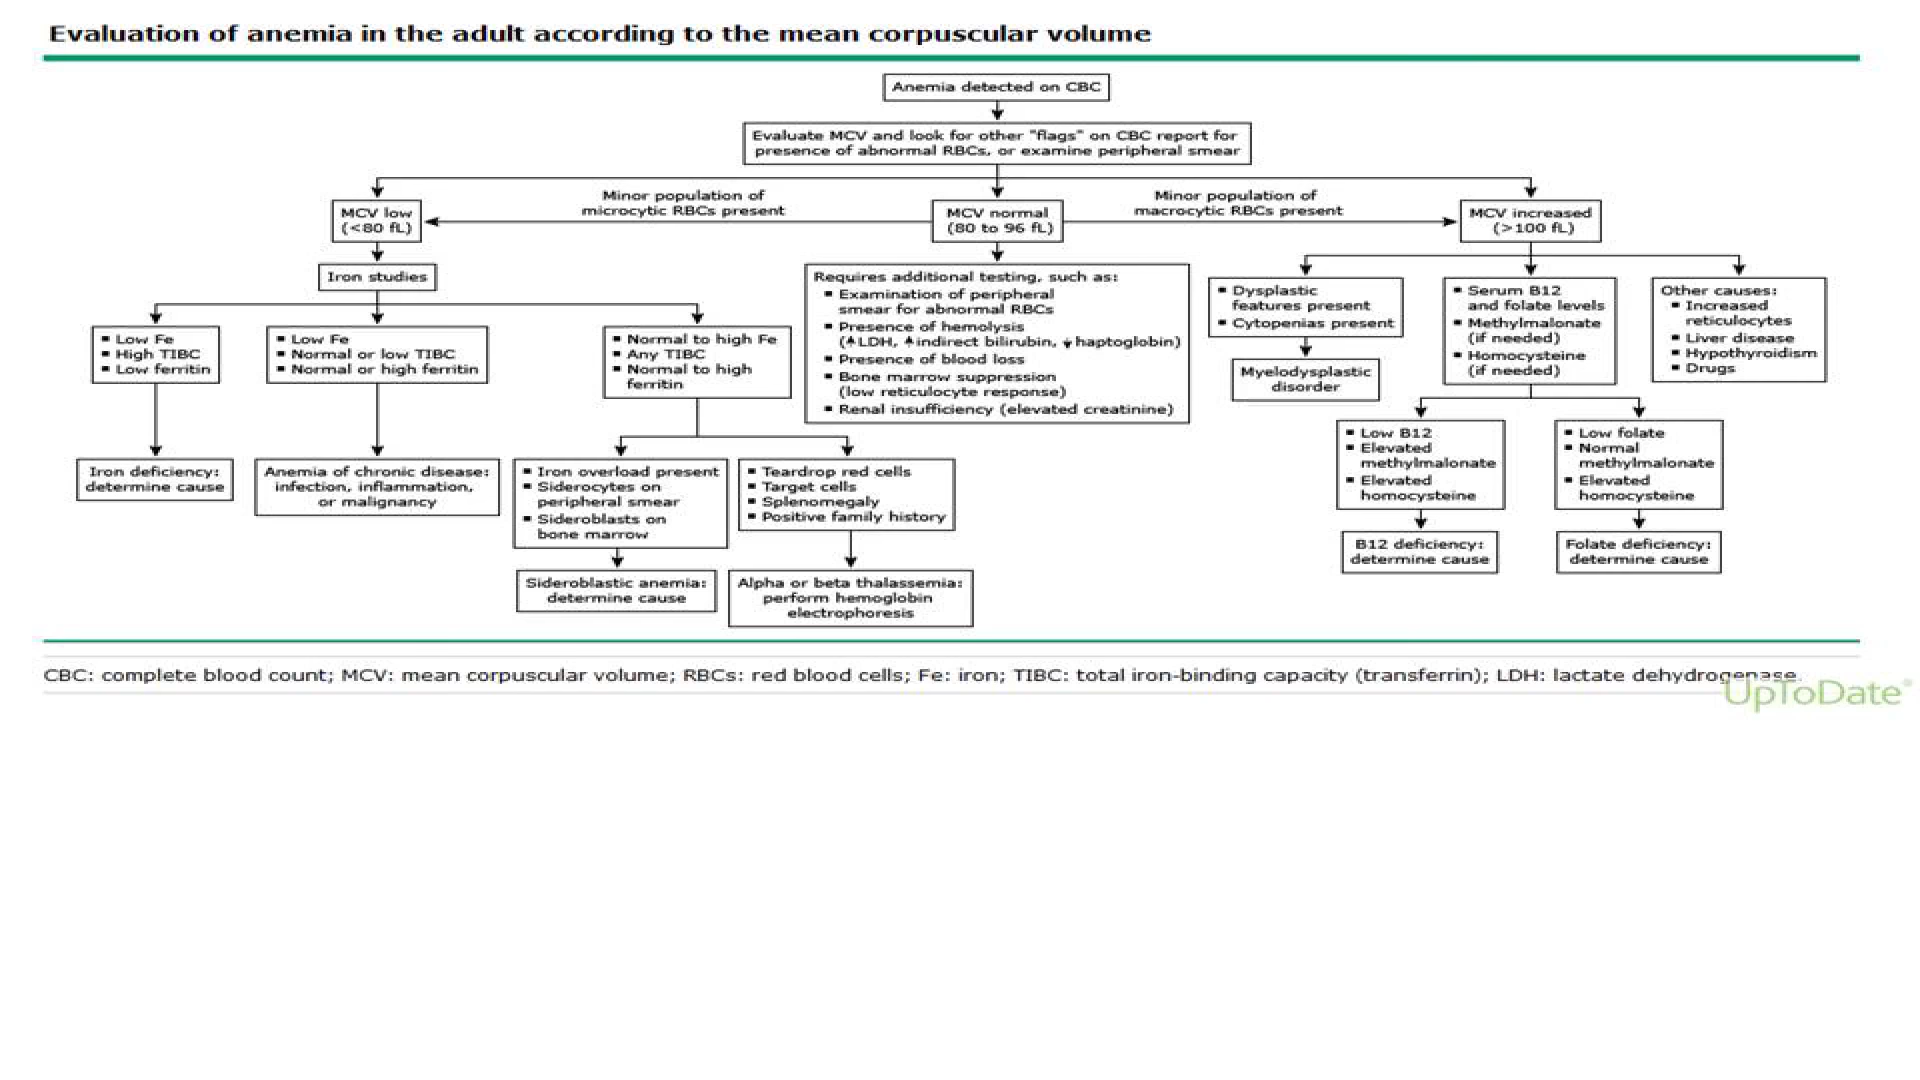 Evaluation of anemia in the adult according to the mean corpuscular volume
Anemia detected on CBC
Evaluate MCV and look for other "flags" on CBC report for
presence of abnormal RBCs, or examine peripheral smear
Minor population of
microcytic RBCs present
Minor population of
macrocytic RBCs present
MCV low
(<80 fL)
MCV normal
(80 to 96 fL)
MCV increased
(>100 fL)
Iron studies
▪ Low Fe
▪ High TIBC
▪ Low ferritin
▪ Low Fe
▪ Normal or low TIBC
▪ Normal or high ferritin
▪ Normal to high Fe
▪ Any TIBC
▪ Normal to high
ferritin
Requires additional testing, such as:
▪ Examination of peripheral
smear for abnormal RBCs
▪ Presence of hemolysis
(↑LDH, ↑indirect bilirubin, ↓haptoglobin)
▪ Presence of blood loss
▪ Bone marrow suppression
(low reticulocyte response)
▪ Renal insufficiency (elevated creatinine)
▪ Dysplastic
features present
▪ Cytopenias present
Myelodysplastic
disorder
▪ Serum B12
and folate levels
▪ Methylmalonate
(if needed)
▪ Homocysteine
(if needed)
Other causes:
▪ Increased
reticulocytes
▪ Liver disease
▪ Hypothyroidism
▪ Drugs
Iron deficiency:
determine cause
Anemia of chronic disease:
infection, inflammation,
or malignancy
▪ Iron overload present
▪ Siderocytes on
peripheral smear
▪ Sideroblasts on
bone marrow
▪ Teardrop red cells
▪ Target cells
▪ Splenomegaly
▪ Positive family history
▪ Low B12
▪ Elevated
methylmalonate
▪ Elevated
homocysteine
▪ Low folate
▪ Normal
methylmalonate
▪ Elevated
homocysteine
Sideroblastic anemia:
determine cause
Alpha or beta thalassemia:
perform hemoglobin
electrophoresis
B12 deficiency:
determine cause
Folate deficiency:
determine cause
CBC: complete blood count; MCV: mean corpuscular volume; RBCs: red blood cells; Fe: iron; TIBC: total iron-binding capacity (transferrin); LDH: lactate dehydrogenase.
UpToDate®